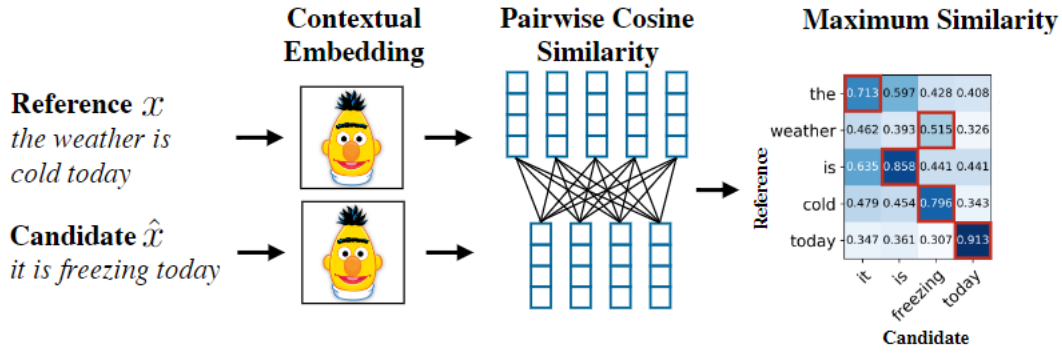 Contextual
Embedding
Pairwise Cosine
Similarity
Maximum Similarity
Reference x
the weather is
cold today
Candidate x̂
it is freezing today
Reference
the 0.713 0.597 0.428 0.408
weather 0.462 0.393 0.515 0.326
is 0.635 0.858 0.441 0.441
cold 0.479 0.454 0.796 0.343
today 0.347 0.361 0.307 0.913
it is freezing today
Candidate